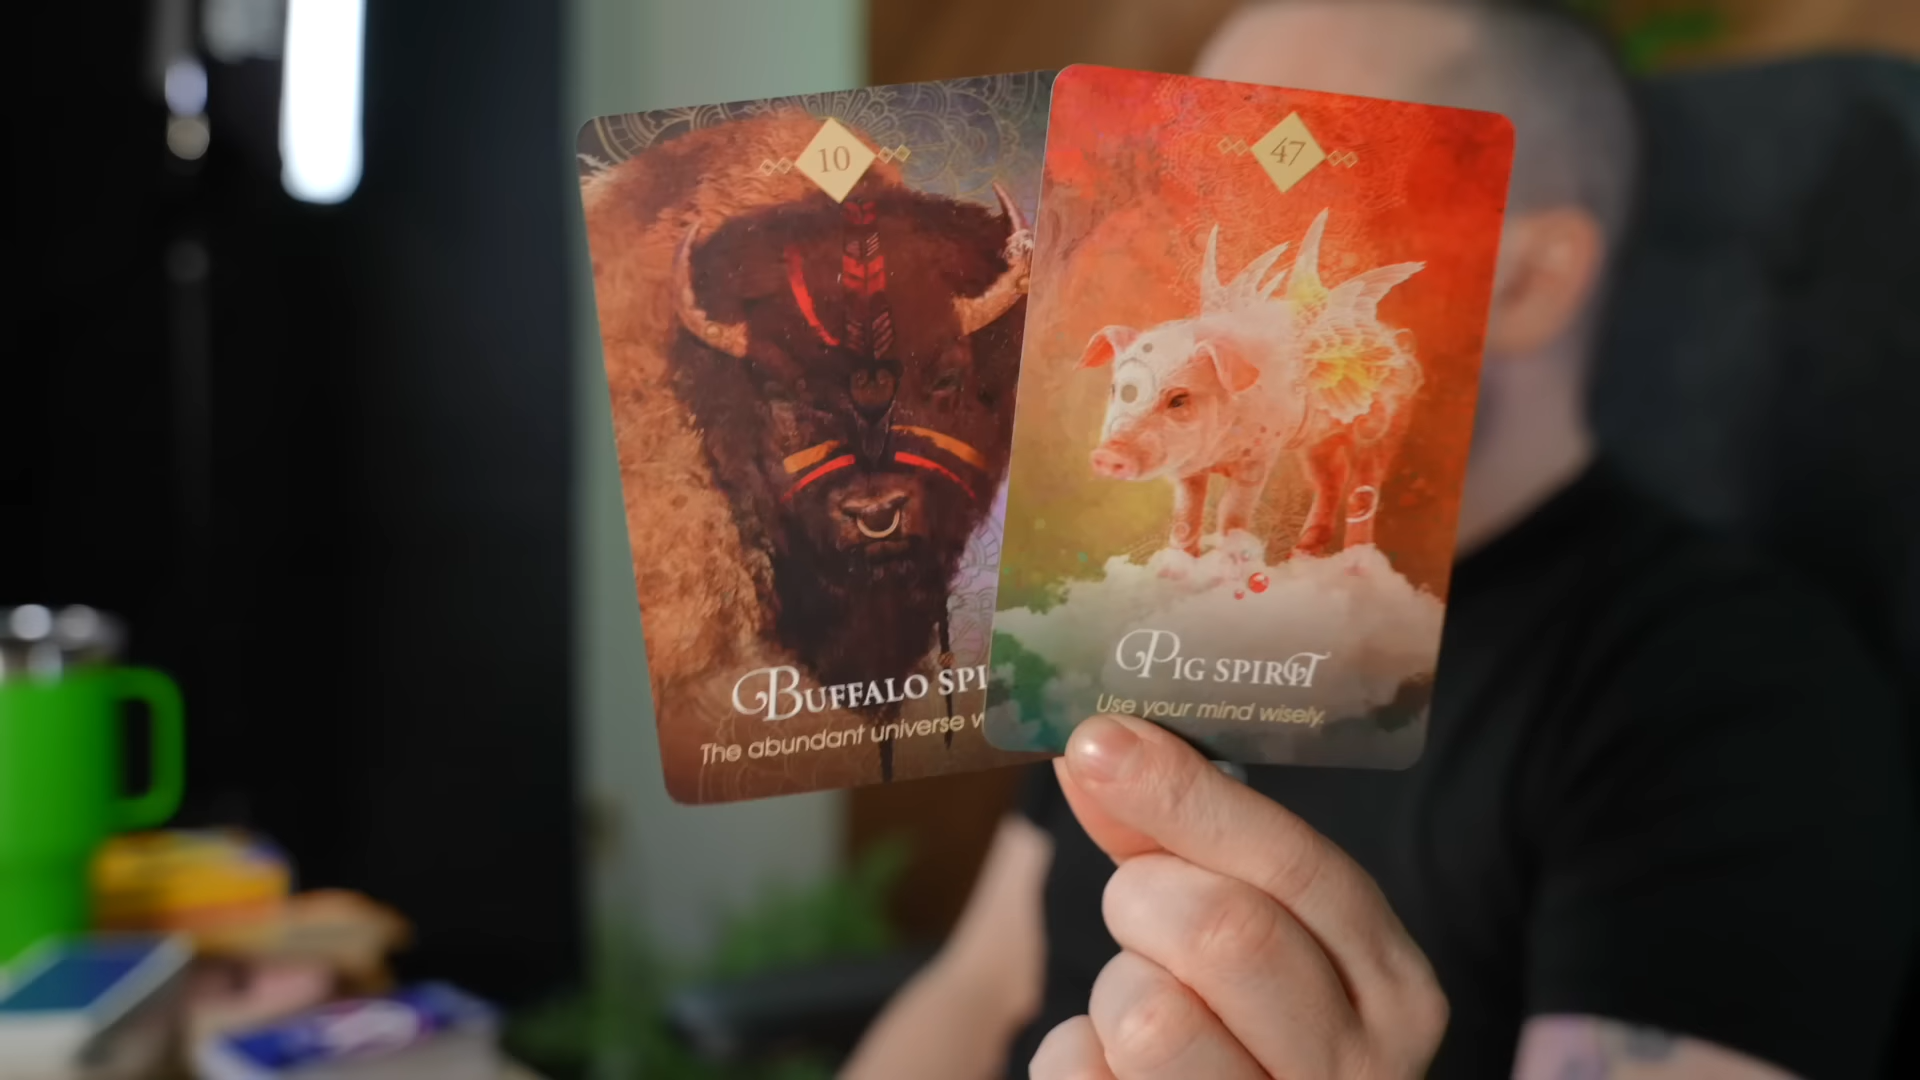 10
BUFFALO SPI
The abundant universe w
47
PIG SPIRIT
Use your mind wisely.